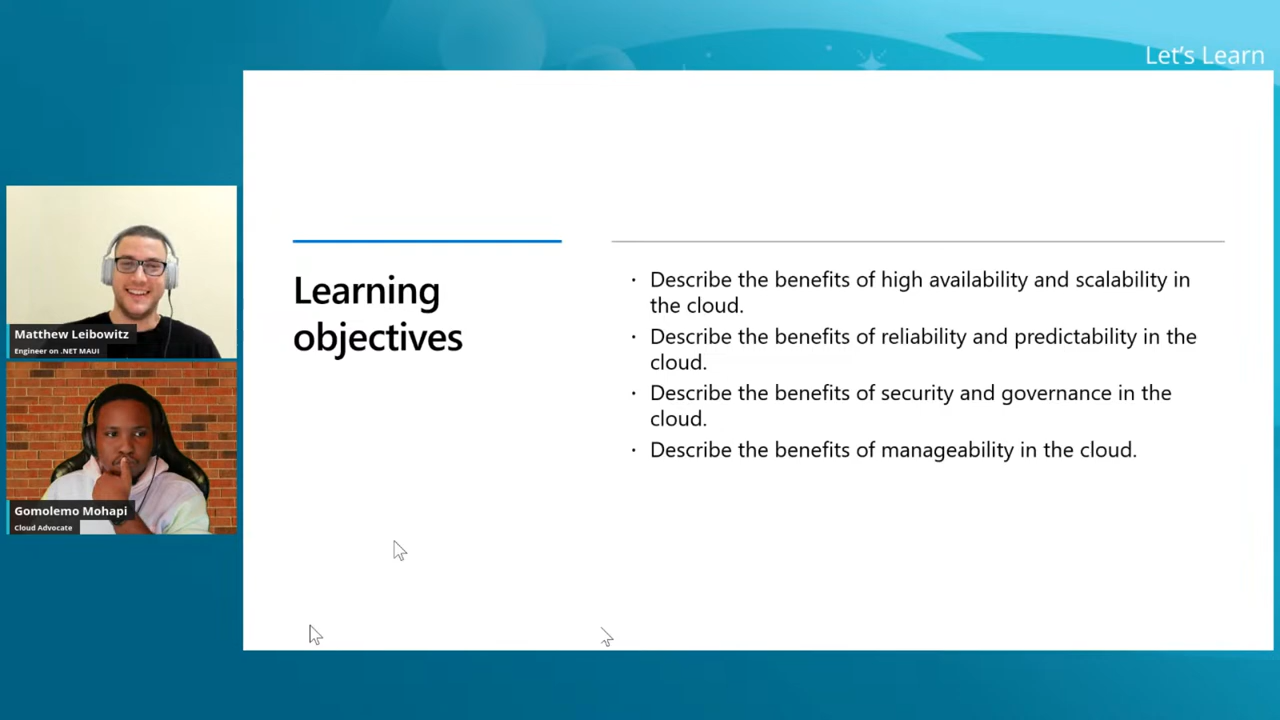 Let's Learn
Matthew Leibowitz
Engineer on .NET MAUI
Gomolemo Mohapi
Cloud Advocate
Learning
objectives
· Describe the benefits of high availability and scalability in
the cloud.
· Describe the benefits of reliability and predictability in the
cloud.
· Describe the benefits of security and governance in the
cloud.
· Describe the benefits of manageability in the cloud.